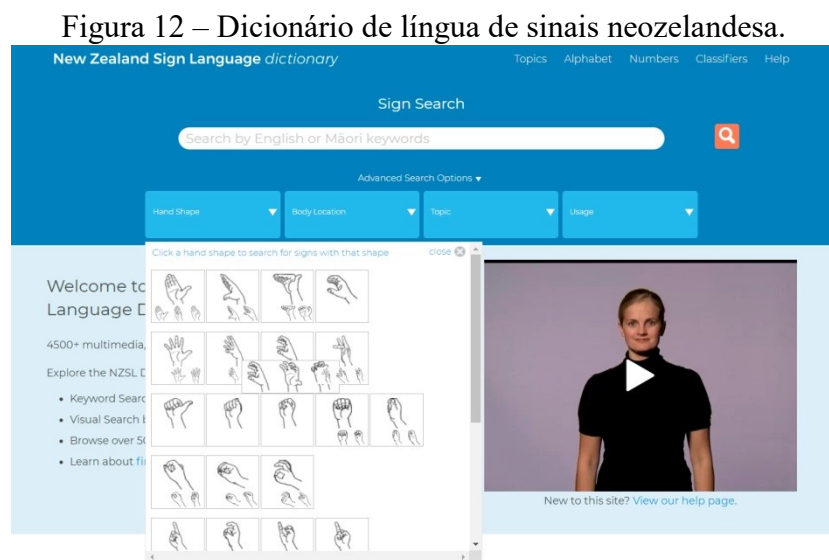 Figura 12 – Dicionário de língua de sinais neozelandesa.
New Zealand Sign Language dictionary
Topics Alphabet Numbers Classifiers Help
Sign Search
Search by English or Māori keywords
Advanced Search Options
Hand Shape Body Location Topic Usage
Click a hand shape to search for signs with that shape close
Welcome to
Language D
4500+ multimedia,
Explore the NZSL D
Keyword Searc
Visual Search b
Browse over 50
Learn about fi
New to this site? View our help page.